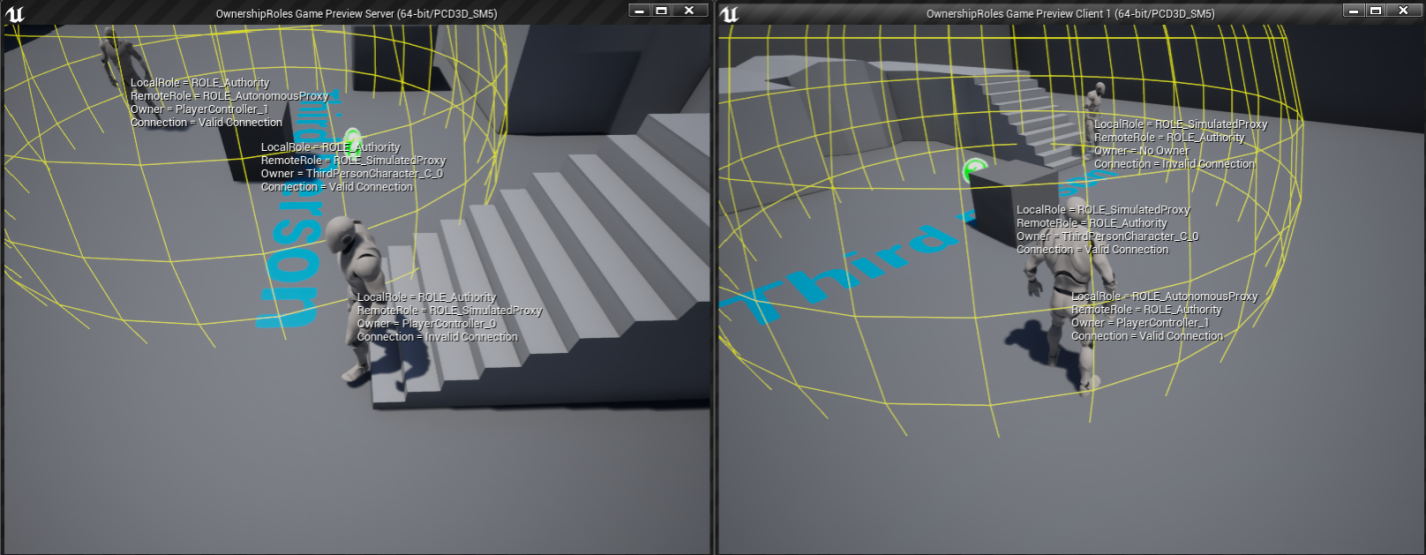 OwnershipRoles Game Preview Server (64-bit/PCD3D_SM5)
LocalRole = ROLE_Authority
RemoteRole = ROLE_AutonomousProxy
Owner = PlayerController_1
Connection = Valid Connection
LocalRole = ROLE_Authority
RemoteRole = ROLE_SimulatedProxy
Owner = ThirdPersonCharacter_C_0
Connection = Valid Connection
LocalRole = ROLE_Authority
RemoteRole = ROLE_SimulatedProxy
Owner = PlayerController_0
Connection = Invalid Connection
Third Person
OwnershipRoles Game Preview Client 1 (64-bit/PCD3D_SM5)
LocalRole = ROLE_SimulatedProxy
RemoteRole = ROLE_Authority
Owner = No Owner
Connection = Invalid Connection
LocalRole = ROLE_SimulatedProxy
RemoteRole = ROLE_Authority
Owner = ThirdPersonCharacter_C_0
Connection = Valid Connection
LocalRole = ROLE_AutonomousProxy
RemoteRole = ROLE_Authority
Owner = PlayerController_1
Connection = Valid Connection
Third